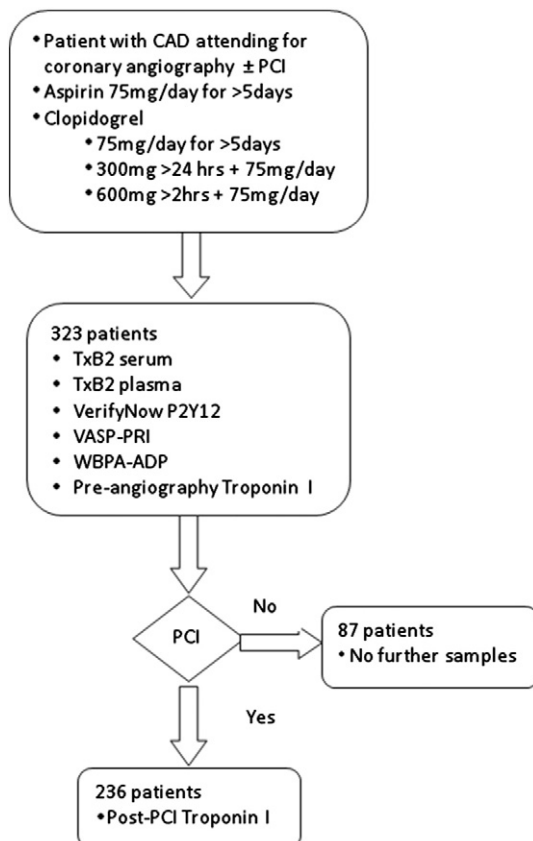 • Patient with CAD attending for
coronary angiography ± PCI
• Aspirin 75mg/day for >5days
• Clopidogrel
• 75mg/day for >5days
• 300mg >24 hrs + 75mg/day
• 600mg >2hrs + 75mg/day
323 patients
• TxB2 serum
• TxB2 plasma
• VerifyNow P2Y12
• VASP-PRI
• WBPA-ADP
• Pre-angiography Troponin I
PCI
No
87 patients
• No further samples
Yes
236 patients
•Post-PCI Troponin I